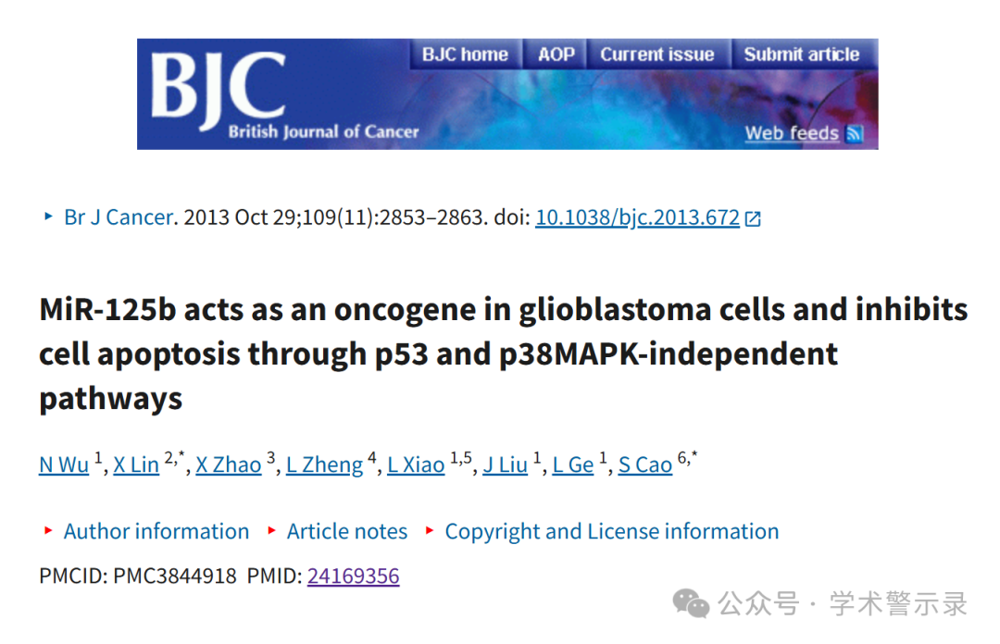 BJC home AOP Current issue Submit article
BJC
British Journal of Cancer
Web feeds
Br J Cancer. 2013 Oct 29;109(11):2853–2863. doi: 10.1038/bjc.2013.672
MiR-125b acts as an oncogene in glioblastoma cells and inhibits
cell apoptosis through p53 and p38MAPK-independent
pathways
N Wu 1, X Lin 2,*, X Zhao 3, L Zheng 4, L Xiao 1,5, J Liu 1, L Ge 1, S Cao 6,*
Author information Article notes Copyright and License information
PMCID: PMC3844918 PMID: 24169356
公众号 · 学术警示录